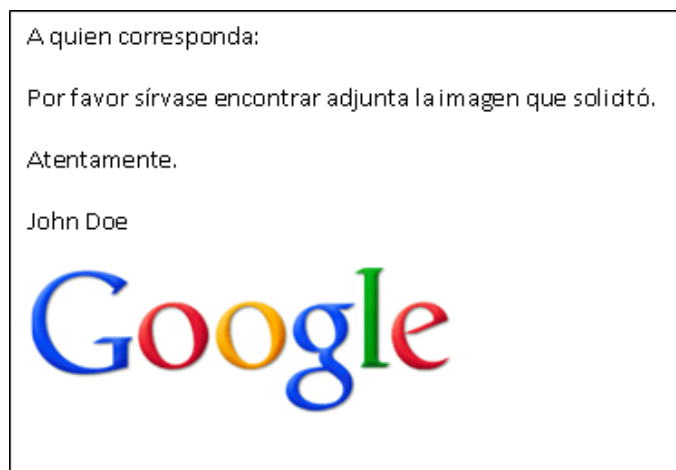 A quien corresponda:
Por favor sírvase encontrar adjunta la imagen que solicitó.
Atentamente.
John Doe
Google